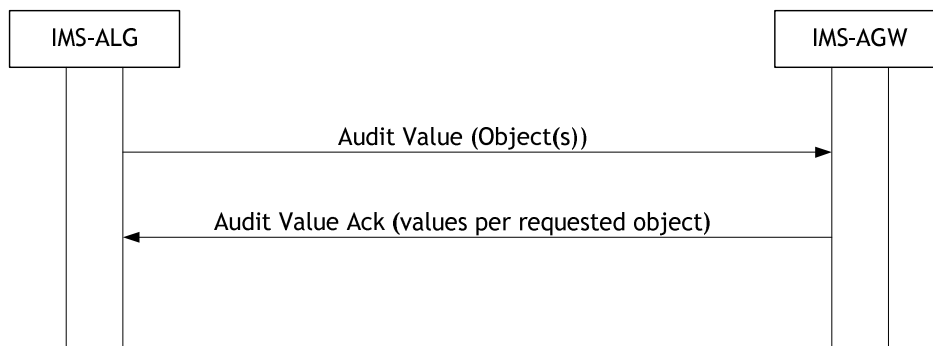 IMS-ALG
IMS-AGW
Audit Value (Object(s))
Audit Value Ack (values per requested object)